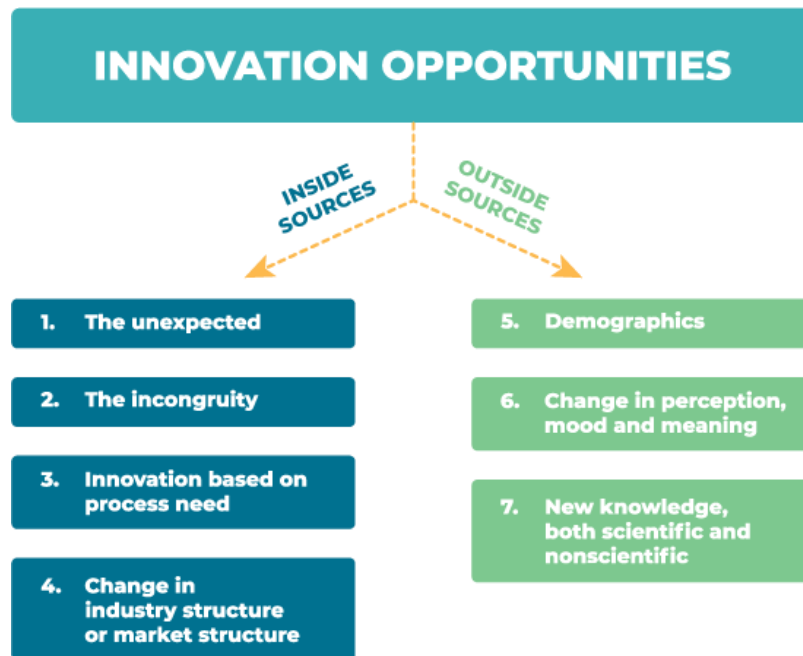 INNOVATION OPPORTUNITIES
INSIDE
SOURCES
OUTSIDE
SOURCES
1. The unexpected
2. The incongruity
3. Innovation based on
process need
4. Change in
industry structure
or market structure
5. Demographics
6. Change in perception,
mood and meaning
7. New knowledge,
both scientific and
nonscientific